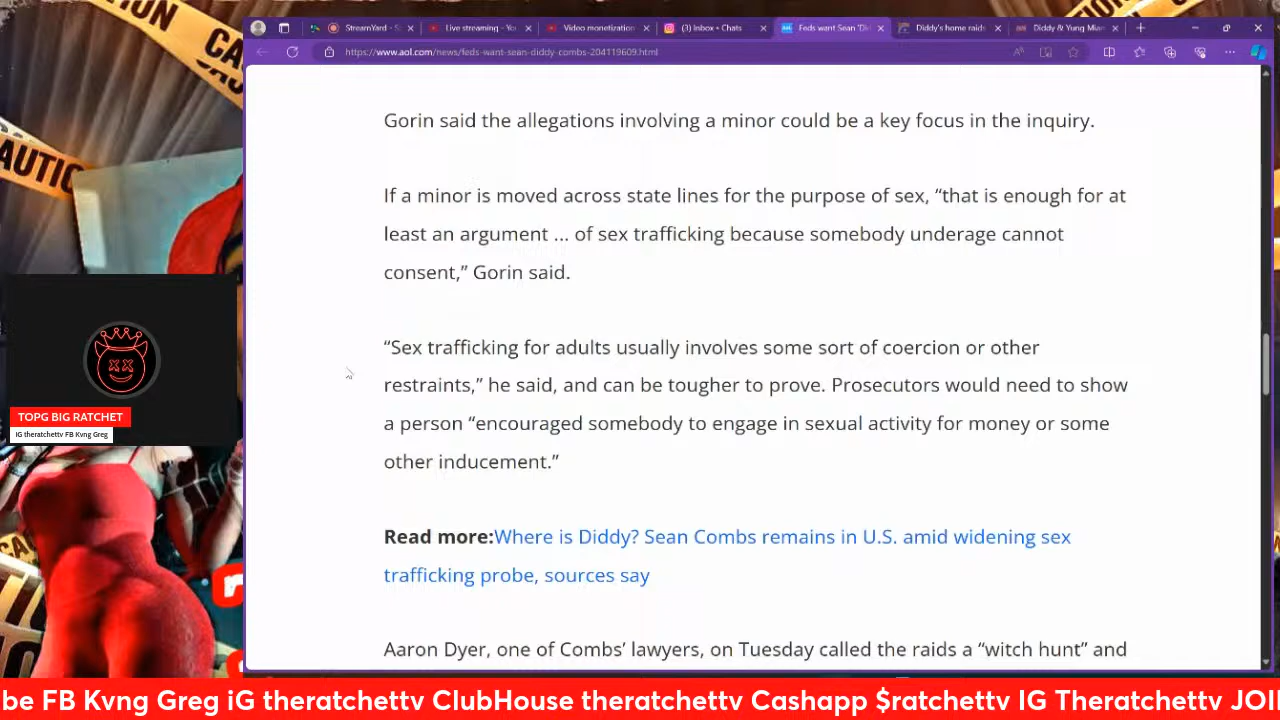 CAU
CAU
ION
AUTIO
StreamYard - S
Live streaming - Yo
Video monetization
(3) Inbox • Chats
Feds want Sean 'Di
Diddy's home raids
Diddy & Yung Mian
https://www.aol.com/news/feds-want-sean-diddy-combs-204119609.html
Gorin said the allegations involving a minor could be a key focus in the inquiry.
If a minor is moved across state lines for the purpose of sex, “that is enough for at
least an argument ... of sex trafficking because somebody underage cannot
consent,” Gorin said.
“Sex trafficking for adults usually involves some sort of coercion or other
restraints,” he said, and can be tougher to prove. Prosecutors would need to show
a person “encouraged somebody to engage in sexual activity for money or some
other inducement.”
Read more:Where is Diddy? Sean Combs remains in U.S. amid widening sex
trafficking probe, sources say
Aaron Dyer, one of Combs’ lawyers, on Tuesday called the raids a “witch hunt” and
TOPG BIG RATCHET
IG theratchettv FB Kvng Greg
be FB Kvng Greg iG theratchettv ClubHouse theratchettv Cashapp $ratchettv IG Theratchettv JOI